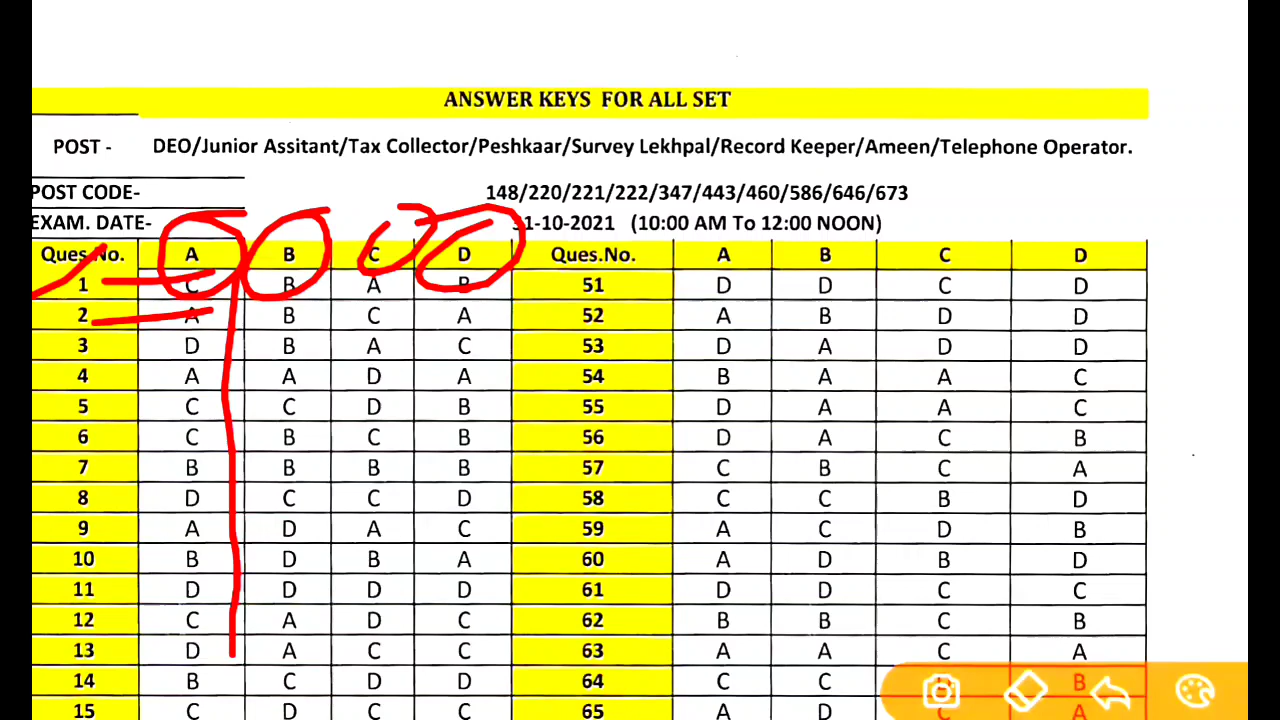 ANSWER KEYS FOR ALL SET
POST - DEO/Junior Assitant/Tax Collector/Peshkaar/Survey Lekhpal/Record Keeper/Ameen/Telephone Operator.
POST CODE- 148/220/221/222/347/443/460/586/646/673
EXAM. DATE- 31-10-2021 (10:00 AM To 12:00 NOON)
Ques.No. A B C D Ques.No. A B C D
1 C B A B 51 D D C D
2 A B C A 52 A B D D
3 D B A C 53 D A D D
4 A A D A 54 B A A C
5 C C D B 55 D A A C
6 C B C B 56 D A C B
7 B B B B 57 C B C A
8 D C C D 58 C C B D
9 A D A C 59 A C D B
10 B D B A 60 A D B D
11 D D D D 61 D D C C
12 C A D C 62 B B C B
13 D A C C 63 A A C A
14 B C D D 64 C C B
15 C D C C 65 A D C A